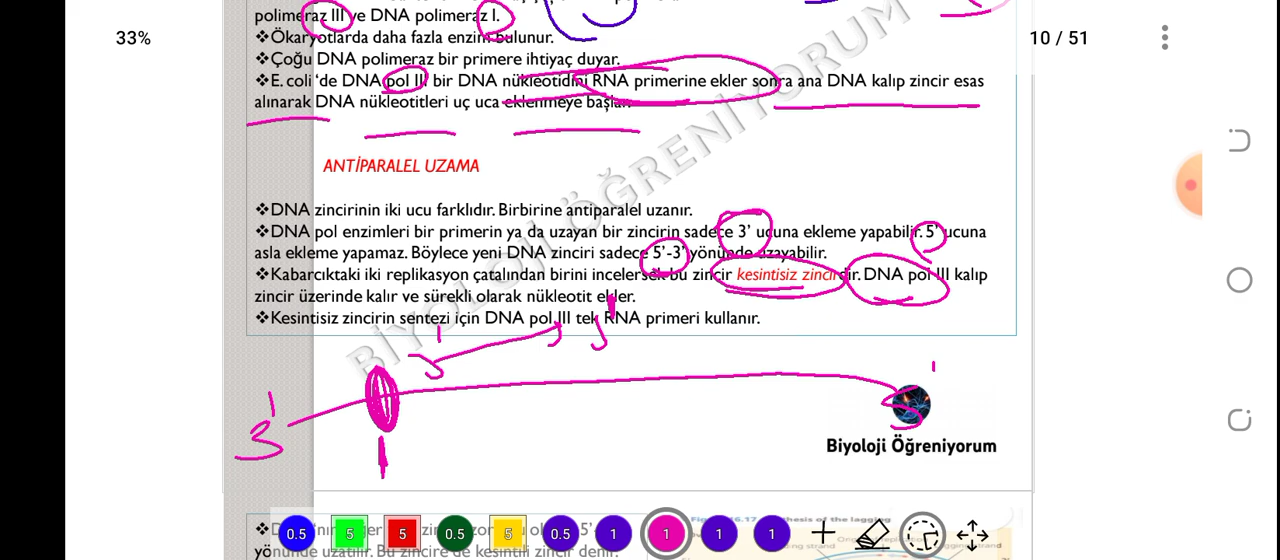 polimeraz III ve DNA polimeraz I.
33%
10 / 51
❖Ökaryotlarda daha fazla enzim bulunur.
❖Çoğu DNA polimeraz bir primere ihtiyaç duyar.
❖E. coli 'de DNA pol III bir DNA nükleotidini RNA primerine ekler sonra ana DNA kalıp zincir esas
alınarak DNA nükleotitleri uç uca eklenmeye başlar.
ANTİPARALEL UZAMA
❖DNA zincirinin iki ucu farklıdır. Birbirine antiparalel uzanır.
❖DNA pol enzimleri bir primerin ya da uzayan bir zincirin sadece 3' ucuna ekleme yapabilir. 5' ucuna
asla ekleme yapamaz. Böylece yeni DNA zinciri sadece 5'-3' yönünde uzayabilir.
❖Kabarcıktaki iki replikasyon çatalından birini incelersek bu zincir kesintisiz zincirdir. DNA pol III kalıp
zincir üzerinde kalır ve sürekli olarak nükleotit ekler.
❖Kesintisiz zincirin sentezi için DNA pol III tek RNA primeri kullanır.
BİYOLOJİ ÖĞRENİYORUM
3'
Biyoloji Öğreniyorum
0.5 5 5 0.5 5 0.5 1 1 1 1
yönünde uzatılır. Bu zincire de kesintili zincir denir.